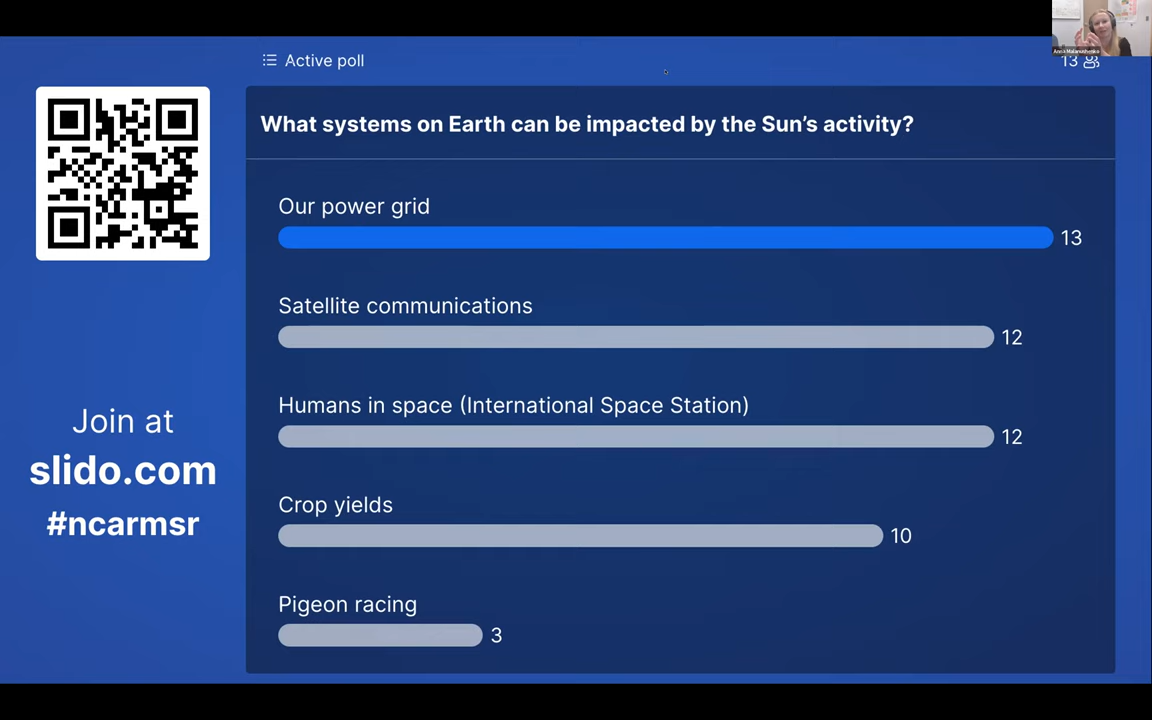 Active poll
13
What systems on Earth can be impacted by the Sun's activity?
Our power grid
13
Satellite communications
12
Humans in space (International Space Station)
12
Crop yields
10
Pigeon racing
3
Join at
slido.com
#ncarmsr